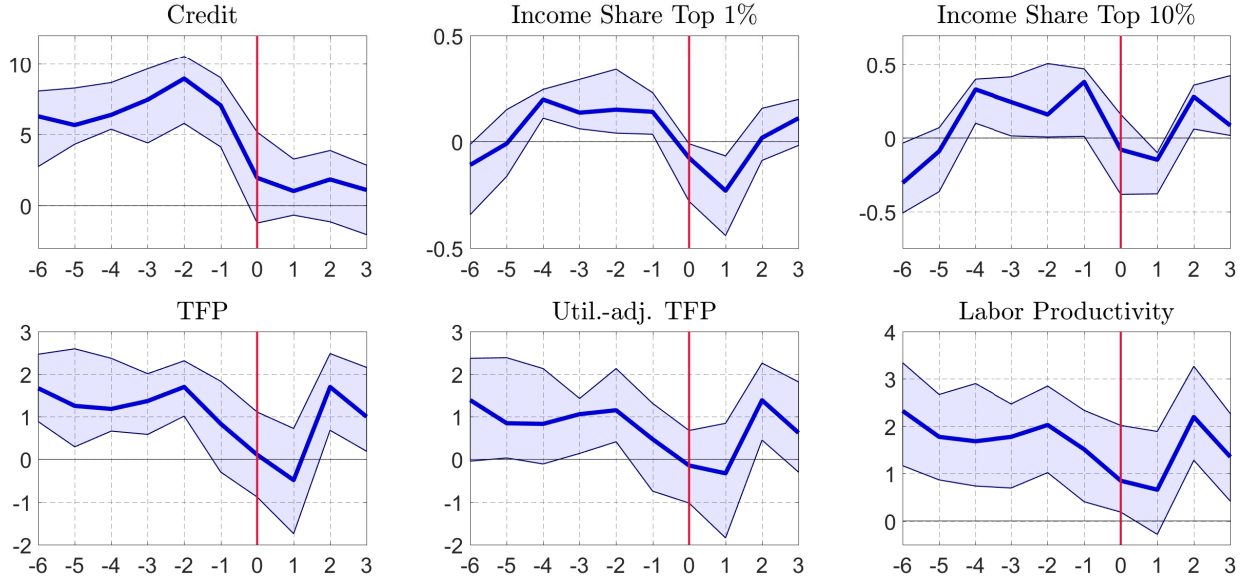 Credit
10
5
0
-6 -5 -4 -3 -2 -1 0 1 2 3
Income Share Top 1%
0.5
0
-0.5
-6 -5 -4 -3 -2 -1 0 1 2 3
Income Share Top 10%
0.5
0
-0.5
-6 -5 -4 -3 -2 -1 0 1 2 3
TFP
3
2
1
0
-1
-2
-6 -5 -4 -3 -2 -1 0 1 2 3
Util.-adj. TFP
3
2
1
0
-1
-2
-6 -5 -4 -3 -2 -1 0 1 2 3
Labor Productivity
4
3
2
1
0
-6 -5 -4 -3 -2 -1 0 1 2 3